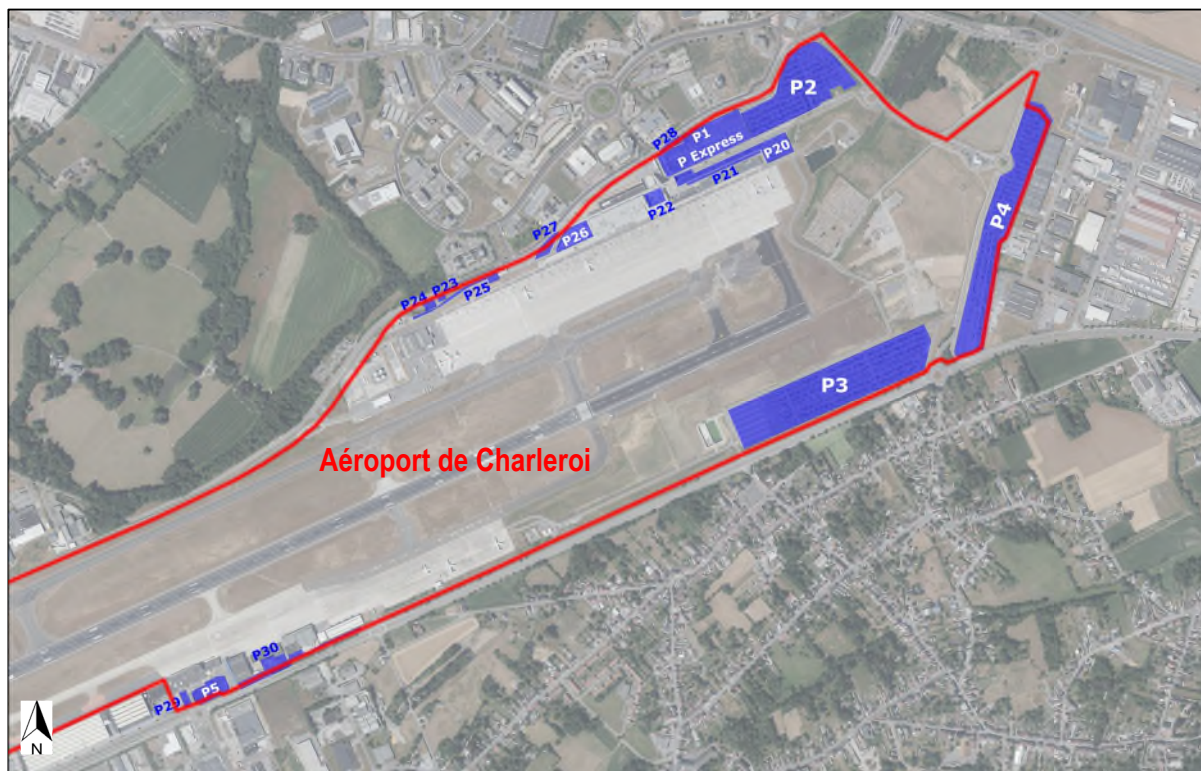 P2
P28
P1
P Express
P20
P21
P22
P27
P26
P4
P24
P23
P25
P3
Aéroport de Charleroi
P30
P29
P5
N